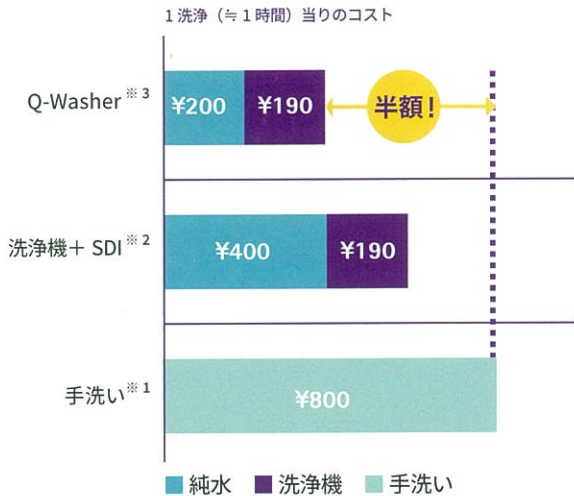 1洗浄（≒1時間）当りのコスト
Q-Washer※3
¥200 ¥190 半額！
洗浄機＋SDI※2
¥400 ¥190
手洗い※1
¥800
純水 洗浄機 手洗い